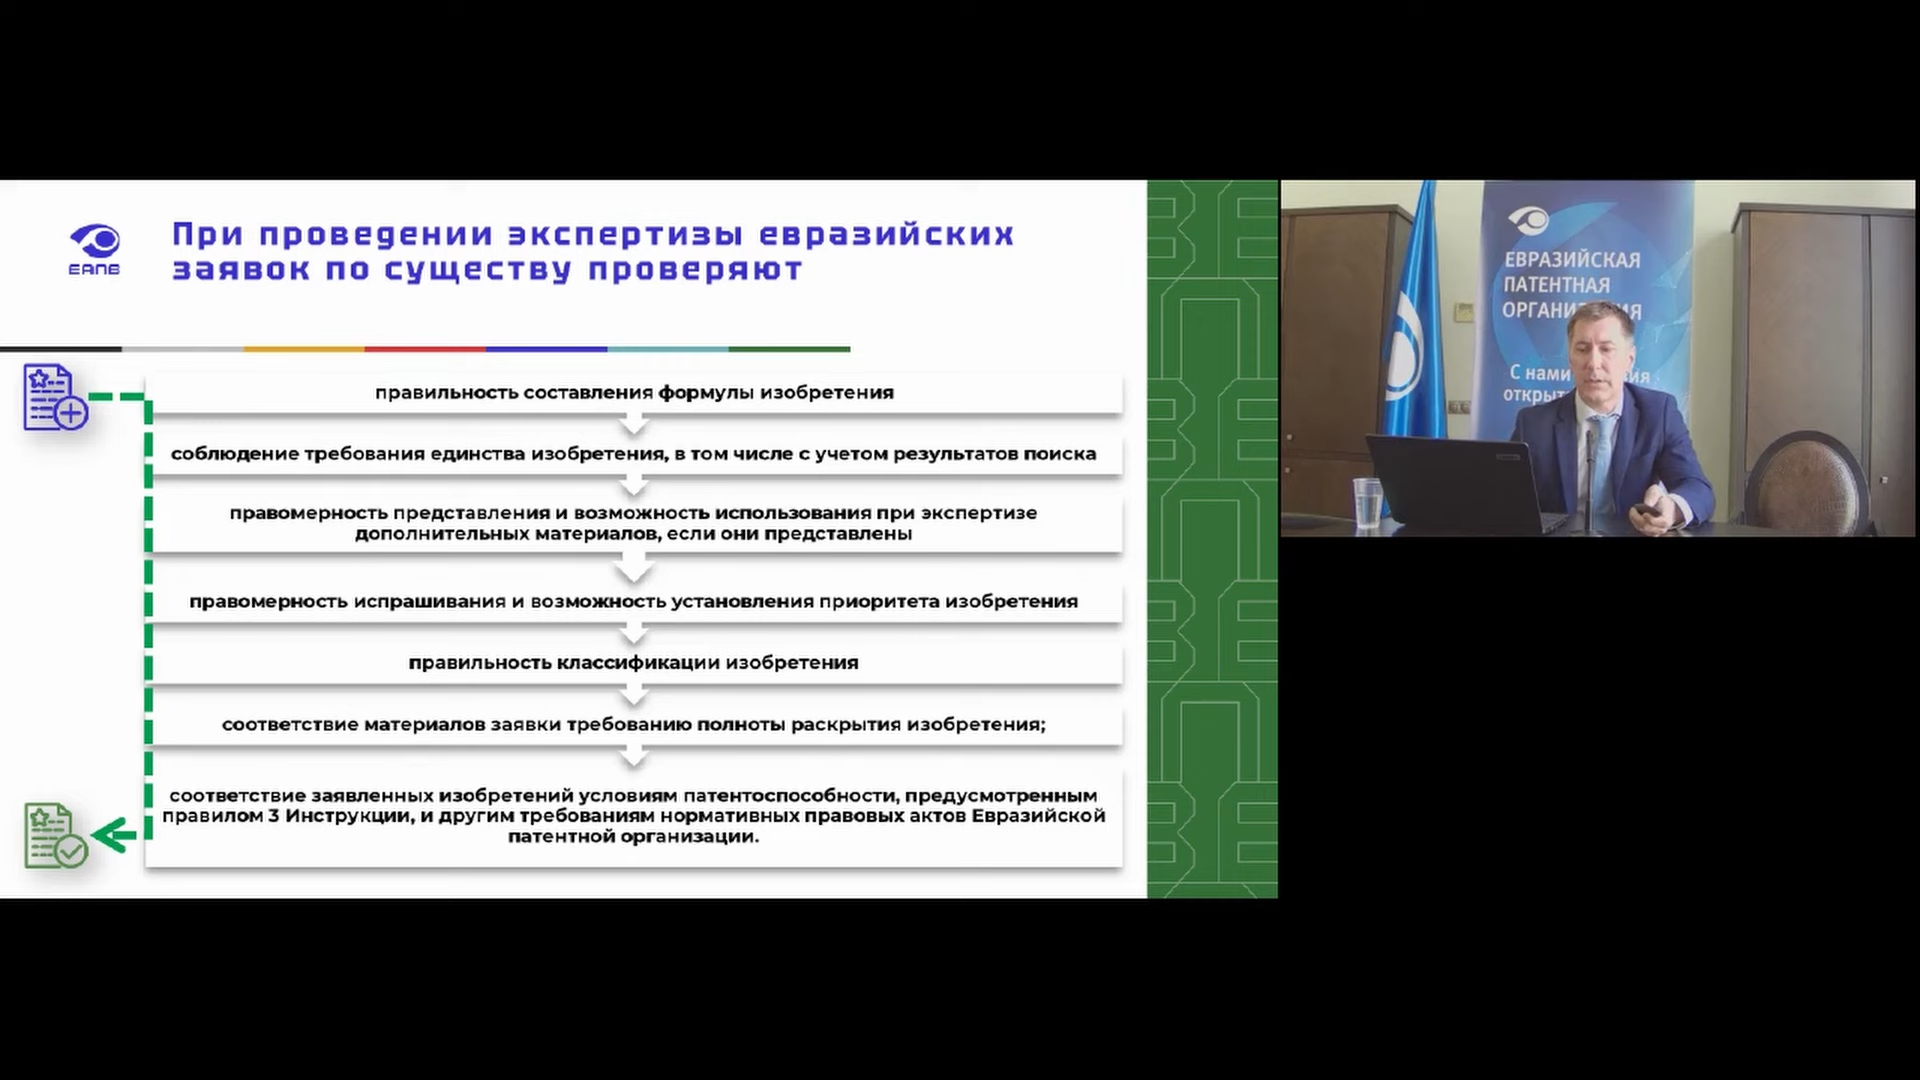 ЕАПВ
При проведении экспертизы евразийских
заявок по существу проверяют
правильность составления формулы изобретения
соблюдение требования единства изобретения, в том числе с учетом результатов поиска
правомерность представления и возможность использования при экспертизе
дополнительных материалов, если они представлены
правомерность испрашивания и возможность установления приоритета изобретения
правильность классификации изобретения
соответствие материалов заявки требованию полноты раскрытия изобретения;
соответствие заявленных изобретений условиям патентоспособности, предусмотренным
правилом 3 Инструкции, и другим требованиям нормативных правовых актов Евразийской
патентной организации.
ЕВРАЗИЙСКАЯ
ПАТЕНТНАЯ
С нами